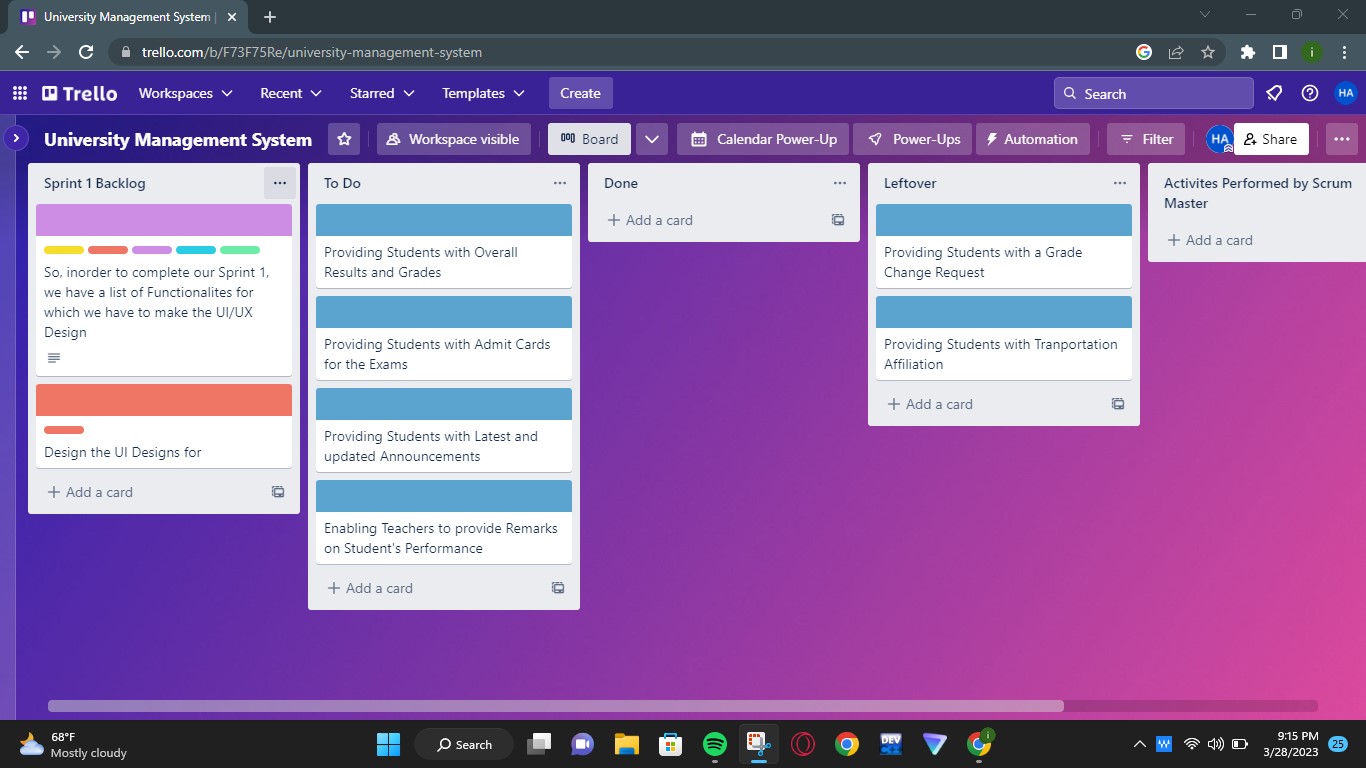 University Management System |
trello.com/b/F73F75Re/university-management-system
i
Trello
Workspaces
Recent
Starred
Templates
Create
Search
HA
University Management System
Workspace visible
Board
Calendar Power-Up
Power-Ups
Automation
Filter
HA
Share
Sprint 1 Backlog
So, inorder to complete our Sprint 1,
we have a list of Functionalites for
which we have to make the UI/UX
Design
Design the UI Designs for
+ Add a card
To Do
Providing Students with Overall
Results and Grades
Providing Students with Admit Cards
for the Exams
Providing Students with Latest and
updated Announcements
Enabling Teachers to provide Remarks
on Student's Performance
+ Add a card
Done
+ Add a card
Leftover
Providing Students with a Grade
Change Request
Providing Students with Tranportation
Affiliation
+ Add a card
Activites Performed by Scrum
Master
+ Add a card
68°F
Mostly cloudy
Search
DEV
i
W
9:15 PM
3/28/2023
25